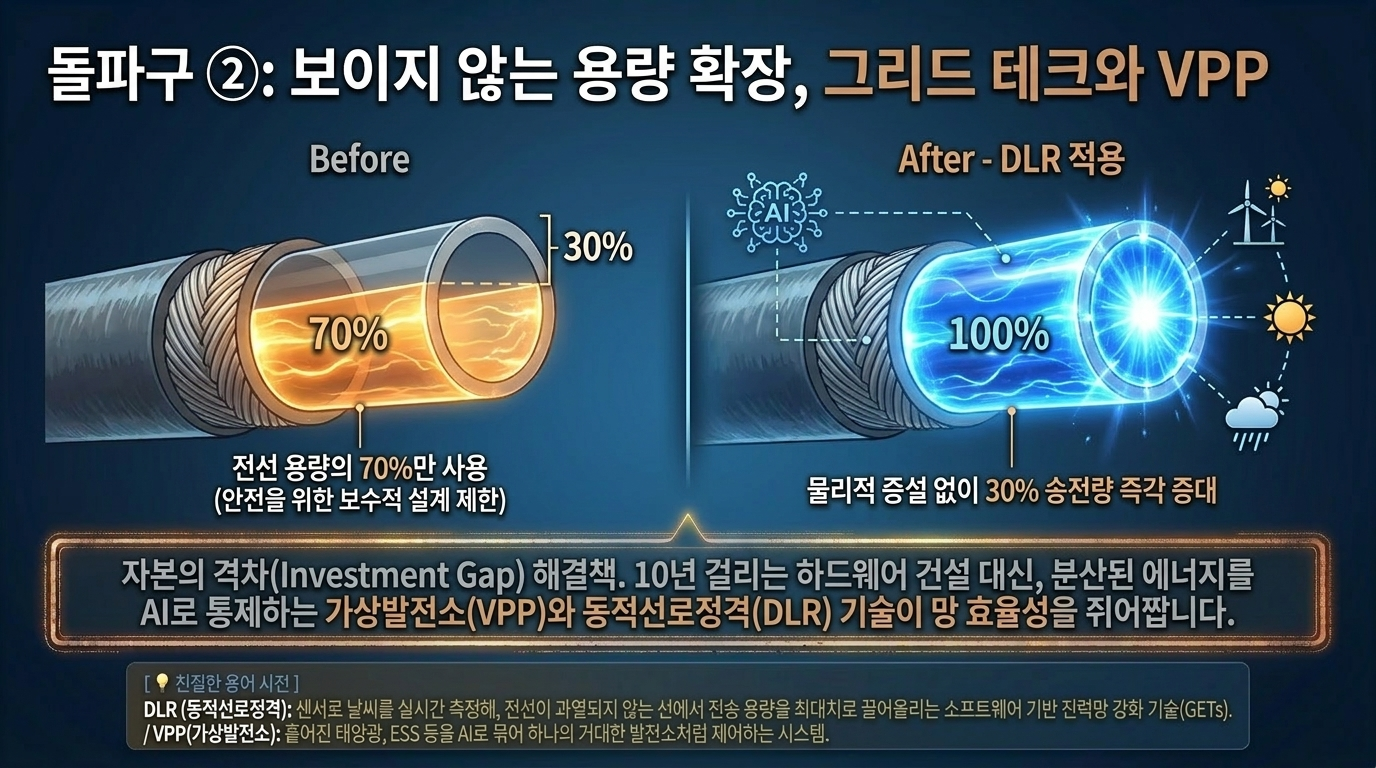 돌파구 ②: 보이지 않는 용량 확장, 그리드 테크와 VPP
Before
30%
70%
전선 용량의 70%만 사용
(안전을 위한 보수적 설계 제한)
After - DLR 적용
AI
100%
물리적 증설 없이 30% 송전량 즉각 증대
자본의 격차(Investment Gap) 해결책. 10년 걸리는 하드웨어 건설 대신, 분산된 에너지를
AI로 통제하는 가상발전소(VPP)와 동적선로정격(DLR) 기술이 망 효율성을 쥐어짭니다.
[💡 친질한 용어 시전 ]
DLR (동적선로정격): 센서로 날씨를 실시간 측정해, 전선이 과열되지 않는 선에서 진송 용량을 최대치로 끌어올리는 소프트웨어 기반 진럭망 강화 기술(GETs).
/ VPP(가상발전소): 흩어진 태양광, ESS 등을 AI로 묶어 하나의 거대한 발전소처럼 제어하는 시스템.